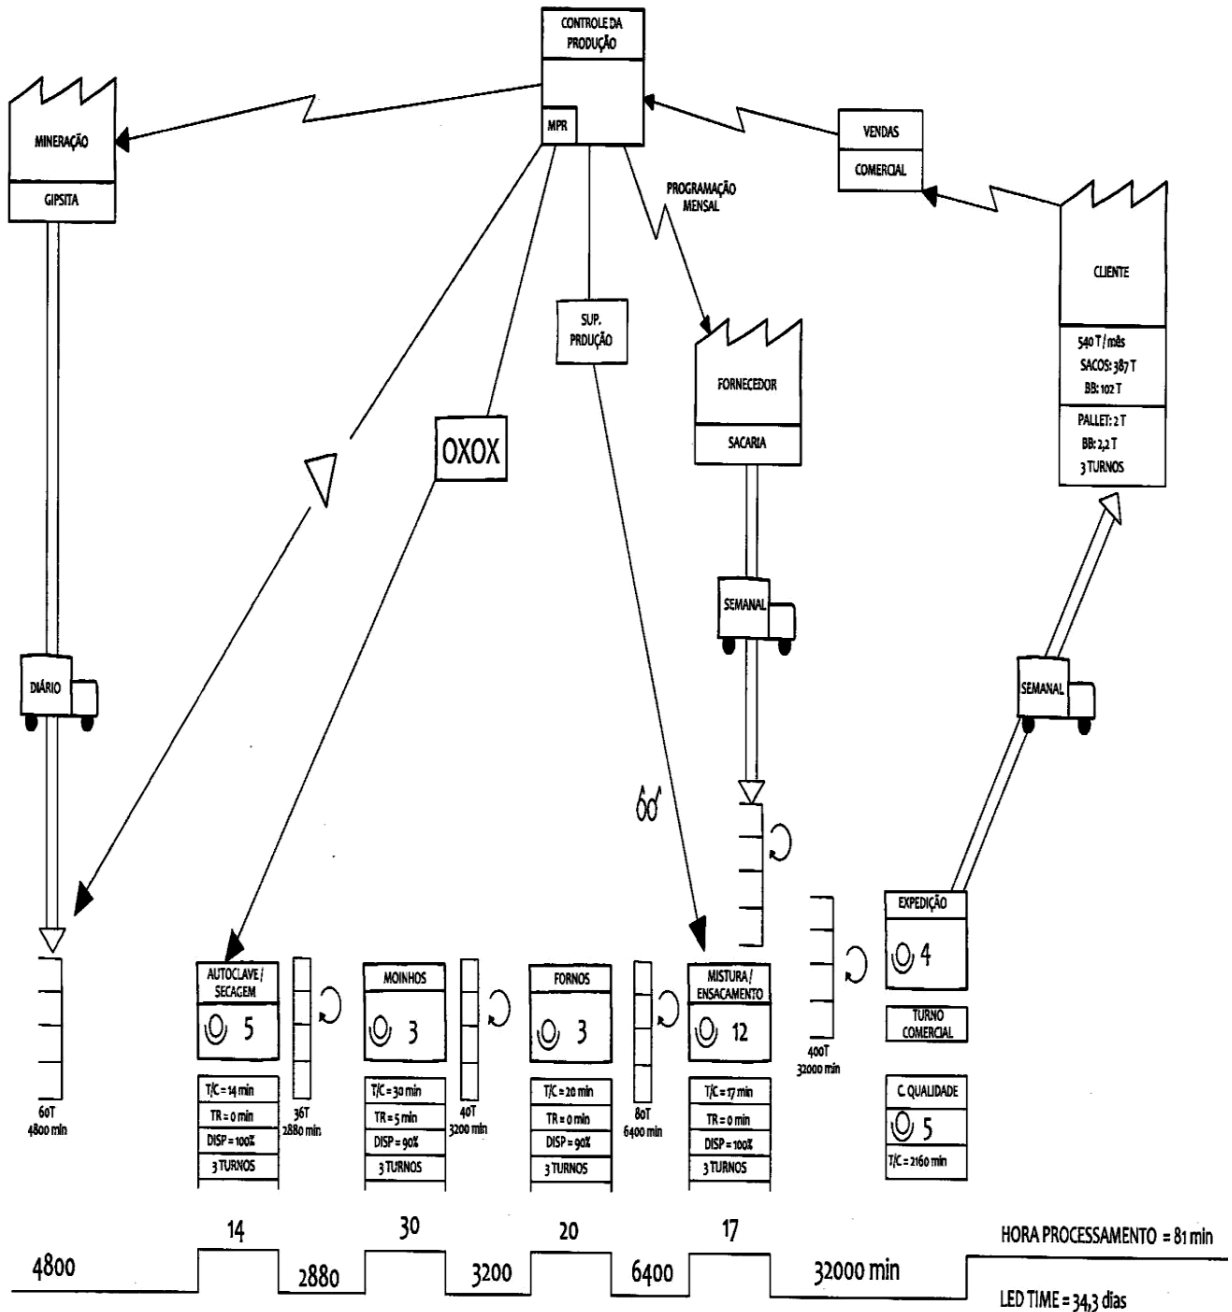 CONTROLE DA
PRODUÇÃO
MPR
MINERAÇÃO
GIPSITA
VENDAS
COMERCIAL
PROGRAMAÇÃO
MENSAL
CLIENTE
540 T / mês
SACOS: 387 T
BB: 102 T
PALLET: 2 T
BB: 2,2 T
3 TURNOS
SUP.
PRDUÇÃO
FORNECEDOR
SACARIA
OXOX
SEMANAL
DIÁRIO
SEMANAL
EXPEDIÇÃO
4
TURNO
COMERCIAL
C. QUALIDADE
5
T/C = 2160 min
60T
4800 min
AUTOCLAVE /
SECAGEM
5
T/C = 14 min
TR = 0 min
DISP = 100%
3 TURNOS
36T
2880 min
MOINHOS
3
T/C = 30 min
TR = 5 min
DISP = 90%
3 TURNOS
40T
3200 min
FORNOS
3
T/C = 20 min
TR = 0 min
DISP = 90%
3 TURNOS
80T
6400 min
MISTURA /
ENSACAMENTO
12
T/C = 17 min
TR = 0 min
DISP = 100%
3 TURNOS
400T
32000 min
4800
14
2880
30
3200
20
6400
17
32000 min
HORA PROCESSAMENTO = 81 min
LED TIME = 34,3 dias